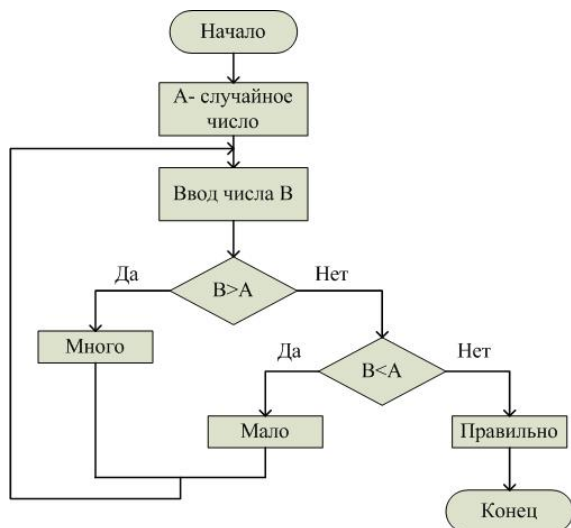 Начало
А- случайное
число
Ввод числа В
Да
В>А
Нет
Много
Да
В<А
Нет
Мало
Правильно
Конец